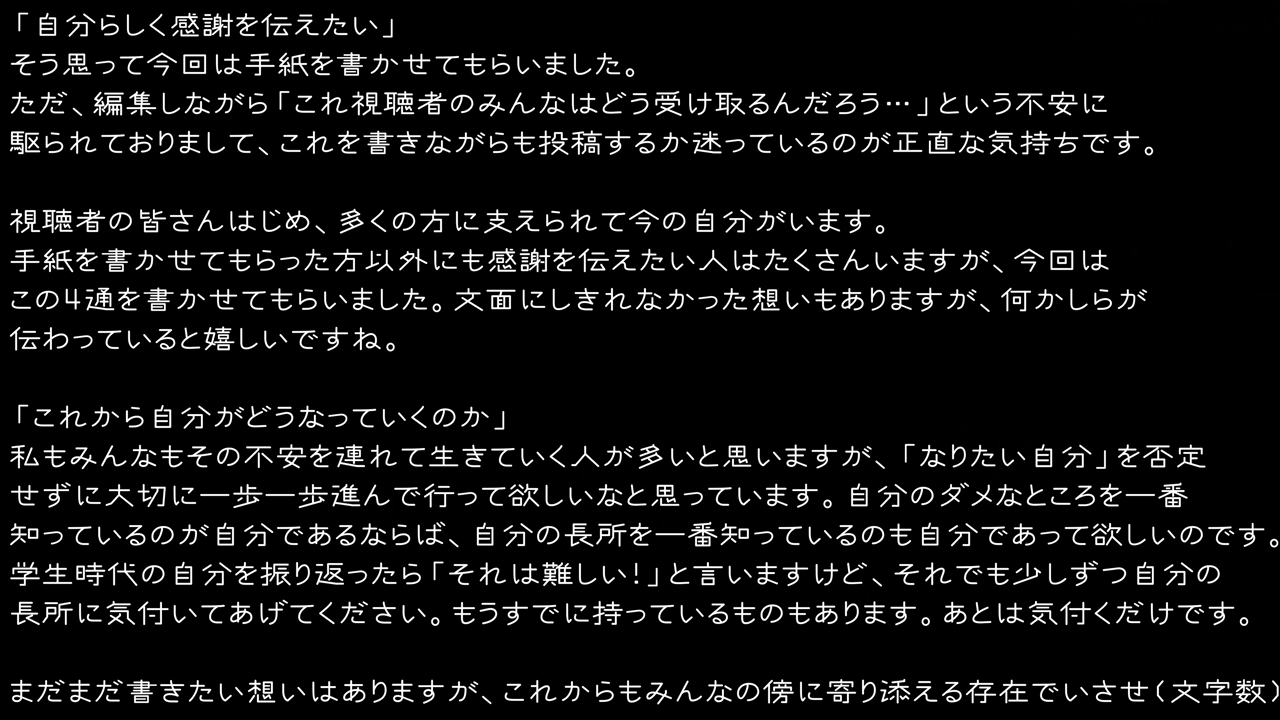 「自分らしく感謝を伝えたい」
そう思って今回は手紙を書かせてもらいました。
ただ、編集しながら「これ視聴者のみんなはどう受け取るんだろう…」という不安に
駆られておりまして、これを書きながらも投稿するか迷っているのが正直な気持ちです。
視聴者の皆さんはじめ、多くの方に支えられて今の自分がいます。
手紙を書かせてもらった方以外にも感謝を伝えたい人はたくさんいますが、今回は
この4通を書かせてもらいました。文面にしきれなかった想いもありますが、何かしらが
伝わっていると嬉しいですね。
「これから自分がどうなっていくのか」
私もみんなもその不安を連れて生きていく人が多いと思いますが、「なりたい自分」を否定
せずに大切に一歩一歩進んで行って欲しいなと思っています。自分のダメなところを一番
知っているのが自分であるならば、自分の長所を一番知っているのも自分であって欲しいのです。
学生時代の自分を振り返ったら「それは難しい!」と言いますけど、それでも少しずつ自分の
長所に気付いてあげてください。もうすでに持っているものもあります。あとは気付くだけです。
まだまだ書きたい想いはありますが、これからもみんなの傍に寄り添える存在でいさせ(文字数)